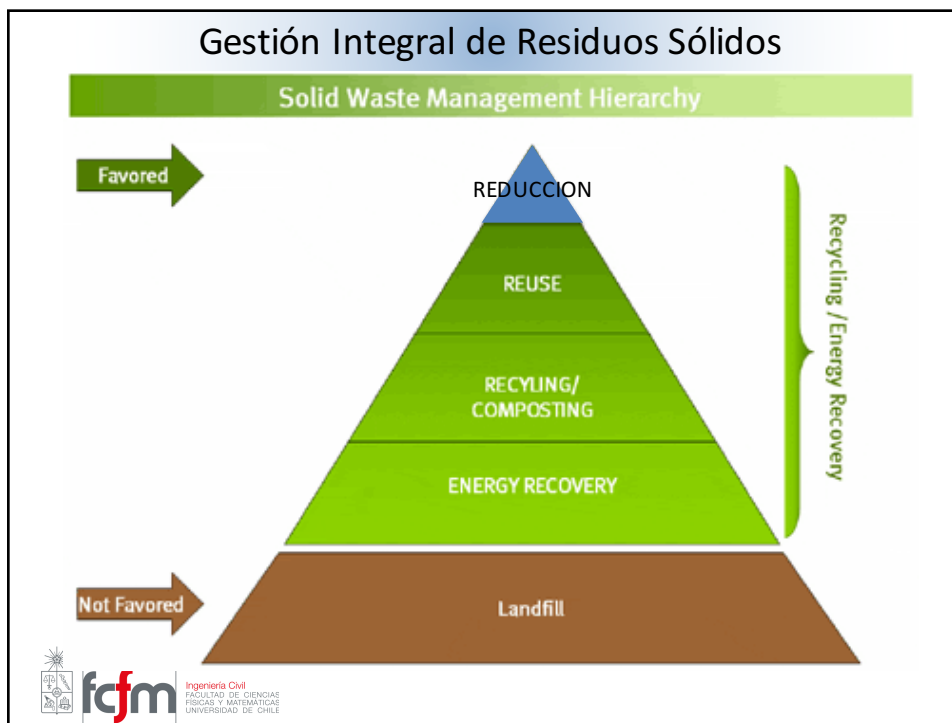 Gestión Integral de Residuos Sólidos
Solid Waste Management Hierarchy
Favored
REDUCCION
REUSE
RECYLING/
COMPOSTING
ENERGY RECOVERY
Recycling /Energy Recovery
Not Favored
Landfill
fcfm
Ingeniería Civil
FACULTAD DE CIENCIAS
FÍSICAS Y MATEMÁTICAS
UNIVERSIDAD DE CHILE